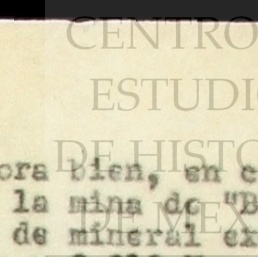 CENTRO
ESTUDIO
DE HISTO
ora bien, en c
la mina de "B
DE MEX
de mineral ex